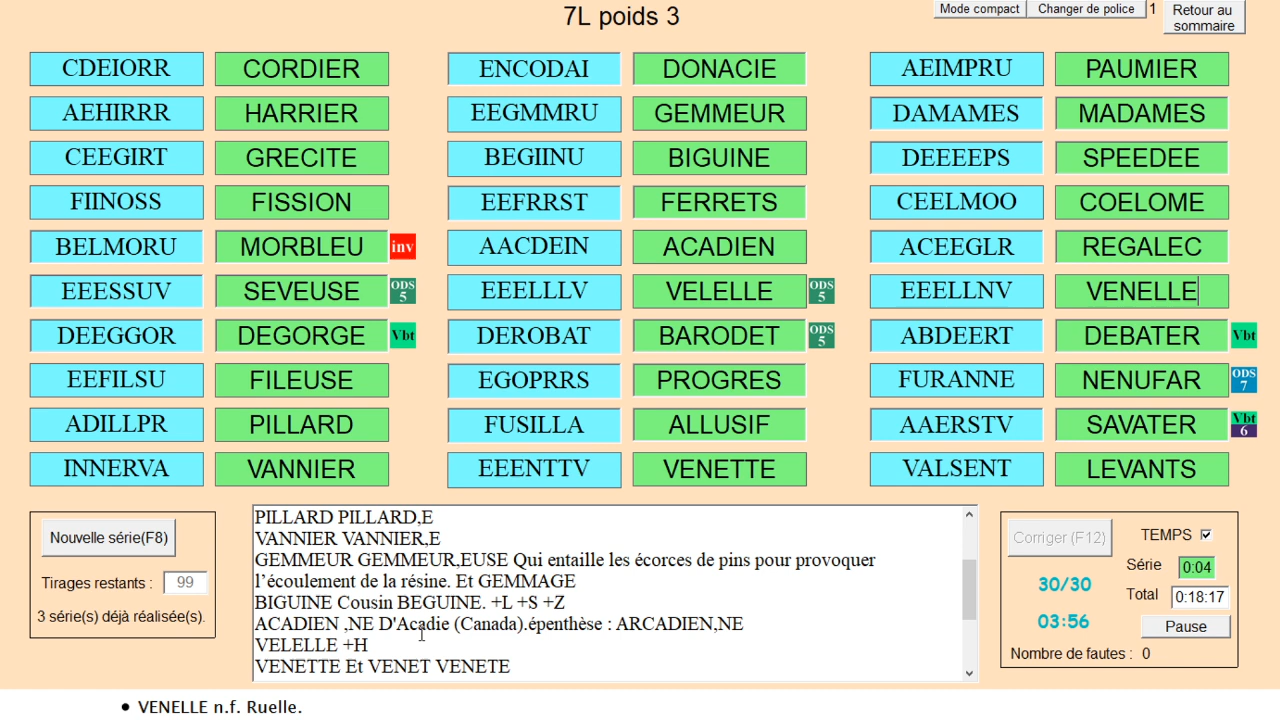 7L poids 3
Mode compact Changer de police 1 Retour au sommaire
CDEIORR CORDIER ENCODAI DONACIE AEIMPRU PAUMIER
AEHIRRR HARRIER EEGMMRU GEMMEUR DAMAMES MADAMES
CEEGIRT GRECITE BEGIINU BIGUINE DEEEEPS SPEEDEE
FIINOSS FISSION EEFRRST FERRETS CEELMOO COELOME
BELMORU MORBLEU inv AACDEIN ACADIEN ACEEGLR REGALEC
EEESSUV SEVEUSE ODS 5 EEELLLV VELELLE ODS 5 EEELLNV VENELLE
DEEGGOR DEGORGE Vbt DEROBAT BARODET ODS 5 ABDEERT DEBATER Vbt
EEFILSU FILEUSE EGOPRRS PROGRES FURANNE NENUFAR ODS 7
ADILLPR PILLARD FUSILLA ALLUSIF AAERSTV SAVATER Vbt 6
INNERVA VANNIER EEENTTV VENETTE VALSENT LEVANTS
Nouvelle série(F8)
Tirages restants : 99
3 série(s) déjà réalisée(s).
PILLARD PILLARD,E
VANNIER VANNIER,E
GEMMEUR GEMMEUR,EUSE Qui entaille les écorces de pins pour provoquer
l'écoulement de la résine. Et GEMMAGE
BIGUINE Cousin BEGUINE. +L +S +Z
ACADIEN ,NE D'Acadie (Canada).épenthèse : ARCADIEN,NE
VELELLE +H
VENETTE Et VENET VENETE
Corriger (F12) TEMPS
Série 0:04
30/30
Total 0:18:17
03:56
Pause
Nombre de fautes : 0
• VENELLE n.f. Ruelle.